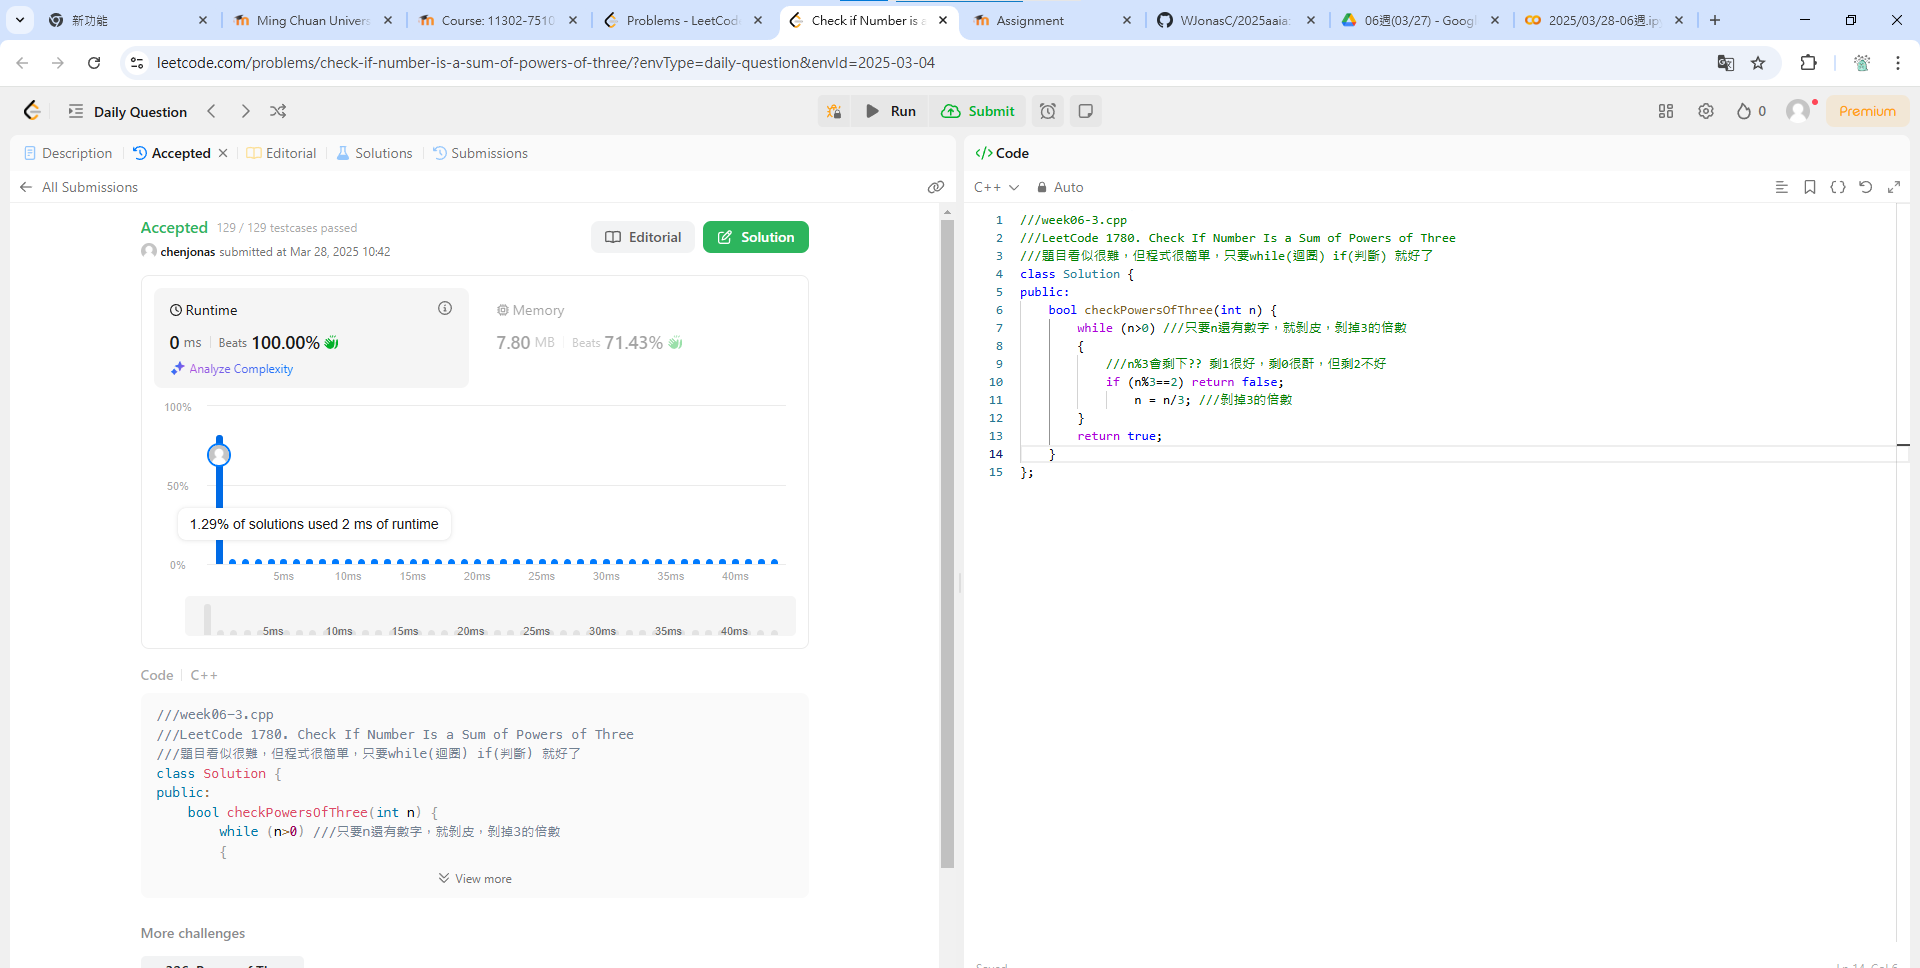 新功能
Ming Chuan Univers
Course: 11302-7510
Problems - LeetCod
Check if Number is a
Assignment
WJonasC/2025aaia
06週(03/27) - Googl
2025/03/28-06週.ip
leetcode.com/problems/check-if-number-is-a-sum-of-powers-of-three/?envType=daily-question&envId=2025-03-04
Daily Question
Run
Submit
0
Premium
Description
Accepted
Editorial
Solutions
Submissions
All Submissions
Accepted 129 / 129 testcases passed
chenjonas submitted at Mar 28, 2025 10:42
Editorial
Solution
Runtime
0 ms Beats 100.00%
Analyze Complexity
Memory
7.80 MB Beats 71.43%
100%
50%
1.29% of solutions used 2 ms of runtime
0%
5ms 10ms 15ms 20ms 25ms 30ms 35ms 40ms
5ms 10ms 15ms 20ms 25ms 30ms 35ms 40ms
Code C++
///week06-3.cpp
///LeetCode 1780. Check If Number Is a Sum of Powers of Three
///題目看似很難，但程式很簡單，只要while(迴圈) if(判斷) 就好了
class Solution {
public:
bool checkPowersOfThree(int n) {
while (n>0) ///只要n還有數字，就剝皮，剝掉3的倍數
{
View more
More challenges
Code
C++ Auto
1 ///week06-3.cpp
2 ///LeetCode 1780. Check If Number Is a Sum of Powers of Three
3 ///題目看似很難，但程式很簡單，只要while(迴圈) if(判斷) 就好了
4 class Solution {
5 public:
6 bool checkPowersOfThree(int n) {
7 while (n>0) ///只要n還有數字，就剝皮，剝掉3的倍數
8 {
9 ///n%3會剩下?? 剩1很好，剩0很酐，但剩2不好
10 if (n%3==2) return false;
11 n = n/3; ///剝掉3的倍數
12 }
13 return true;
14 }
15 };